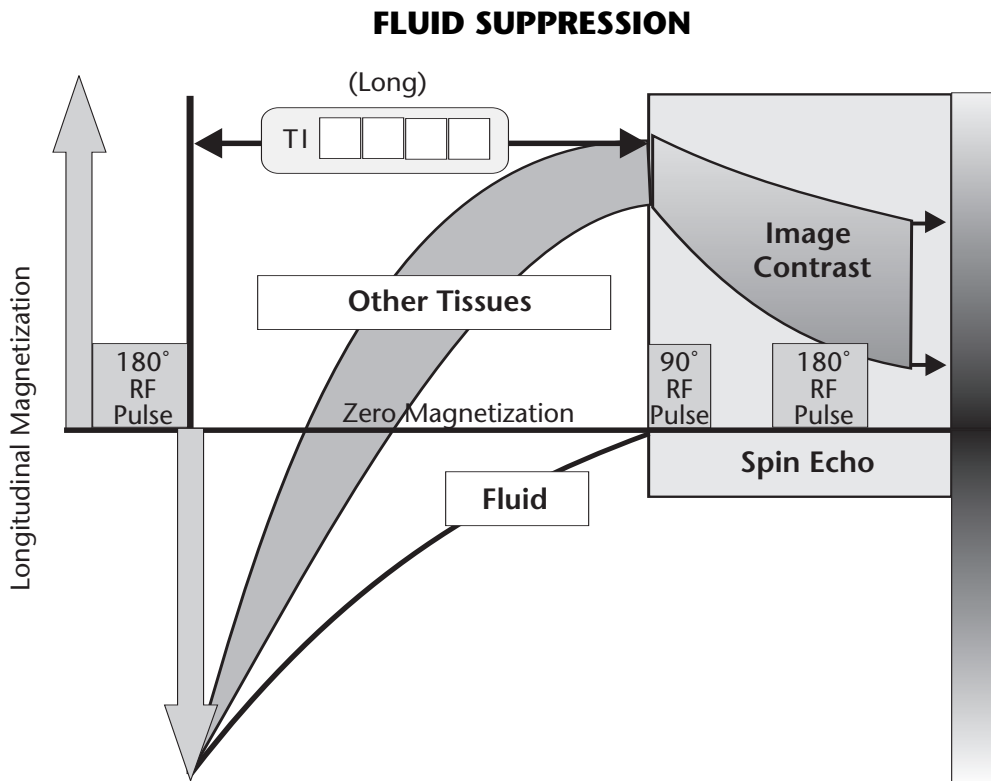 FLUID SUPPRESSION
(Long)
TI
Image
Contrast
Other Tissues
180°
RF
Pulse
90°
RF
Pulse
180°
RF
Pulse
Zero Magnetization
Longitudinal Magnetization
Spin Echo
Fluid